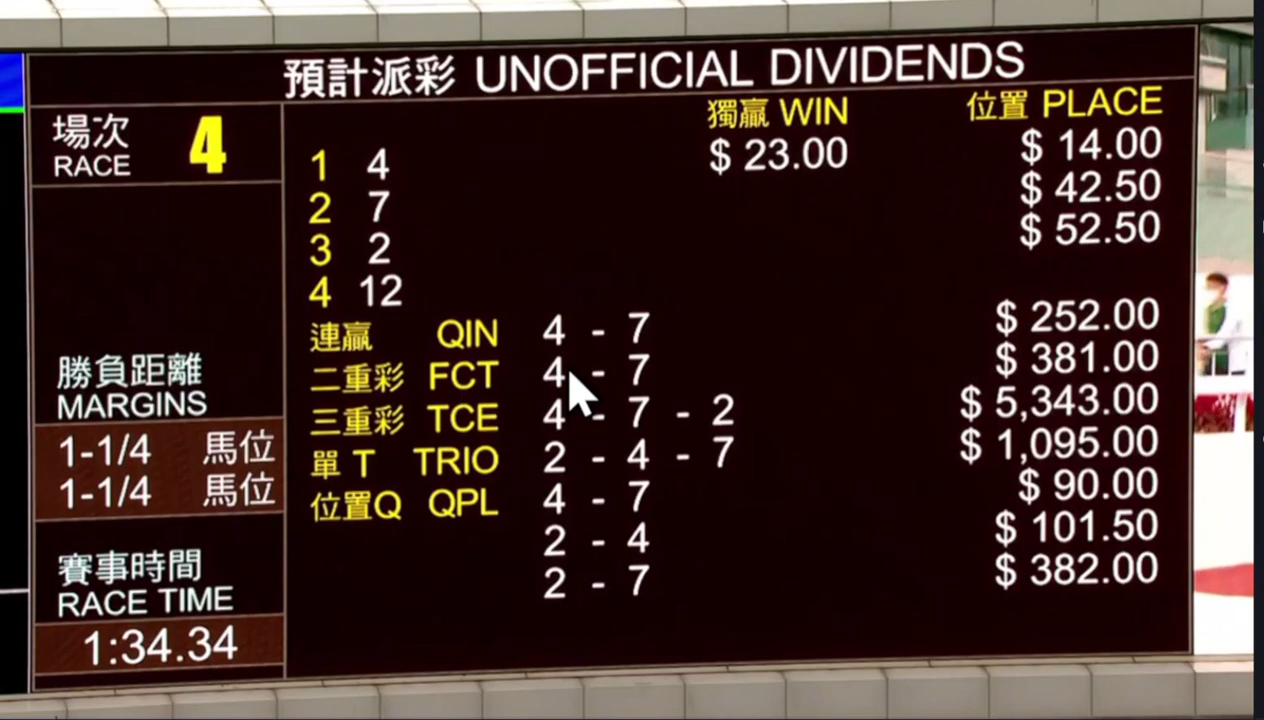 預計派彩 UNOFFICIAL DIVIDENDS
場次 4
RACE
獨贏 WIN 位置 PLACE
1 4 $ 23.00 $ 14.00
2 7 $ 42.50
3 2 $ 52.50
4 12
連贏 QIN 4 - 7 $ 252.00
二重彩 FCT 4 - 7 $ 381.00
三重彩 TCE 4 - 7 - 2 $ 5,343.00
單T TRIO 2 - 4 - 7 $ 1,095.00
位置Q QPL 4 - 7 $ 90.00
2 - 4 $ 101.50
2 - 7 $ 382.00
勝負距離
MARGINS
1-1/4 馬位
1-1/4 馬位
賽事時間
RACE TIME
1:34.34